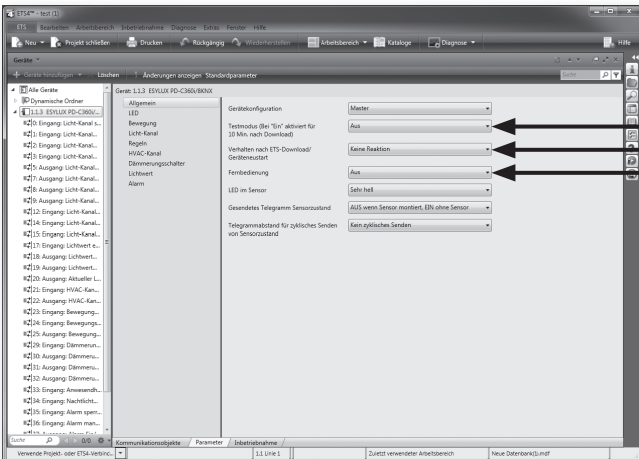 ETS4™ - test (1)
ETS Bearbeiten Arbeitsbereich Inbetriebnahme Diagnose Extras Fenster Hilfe
Neu Projekt schließen Drucken Rückgängig Wiederherstellen Arbeitsbereich Kataloge Diagnose Hilfe
Geräte
Geräte hinzufügen Löschen Änderungen anzeigen Standardparameter Suche
Alle Geräte
Dynamische Ordner
1.1.3 ESYLUX PD-C360i/...
0: Eingang: Licht-Kanal s...
1: Eingang: Licht-Kanal...
2: Eingang: Licht-Kanal...
3: Eingang: Licht-Kanal...
5: Ausgang: Licht-Kanal...
7: Ausgang: Licht-Kanal...
8: Ausgang: Licht-Kanal...
9: Ausgang: Licht-Kanal...
12: Eingang: Licht-Kanal...
14: Eingang: Licht-Kanal...
15: Eingang: Licht-Kanal...
17: Eingang: Lichtwert e...
18: Ausgang: Lichtwert...
19: Ausgang: Lichtwert...
20: Ausgang: Aktueller L...
21: Eingang: HVAC-Kan...
22: Ausgang: HVAC-Kan...
23: Eingang: Bewegung...
24: Eingang: Bewegungs...
25: Ausgang: Bewegung...
29: Eingang: Dämmerun...
30: Ausgang: Dämmeru...
31: Ausgang: Dämmeru...
32: Ausgang: Dämmeru...
33: Eingang: Anwesendh...
34: Eingang: Nachtlicht...
35: Eingang: Alarm sperr...
36: Eingang: Alarm man...
Suche 0/0
Gerät: 1.1.3 ESYLUX PD-C360i/8KNX
Allgemein
LED
Bewegung
Licht-Kanal
Regeln
HVAC-Kanal
Dämmerungsschalter
Lichtwert
Alarm
Gerätekonfiguration Master
Testmodus (Bei "Ein" aktiviert für
10 Min. nach Download) Aus
Verhalten nach ETS-Download/
Geräteneustart Keine Reaktion
Fernbedienung Aus
LED im Sensor Sehr hell
Gesendetes Telegramm Sensorzustand AUS wenn Sensor montiert, EIN ohne Sensor
Telegrammabstand für zyklisches Senden
von Sensorzustand Kein zyklisches Senden
Kommunikationsobjekte Parameter Inbetriebnahme
Verwende Projekt- oder ETS4-Verbind... 1.1 Linie 1 Zuletzt verwendeter Arbeitsbereich Neue Datenbank(1).mdf